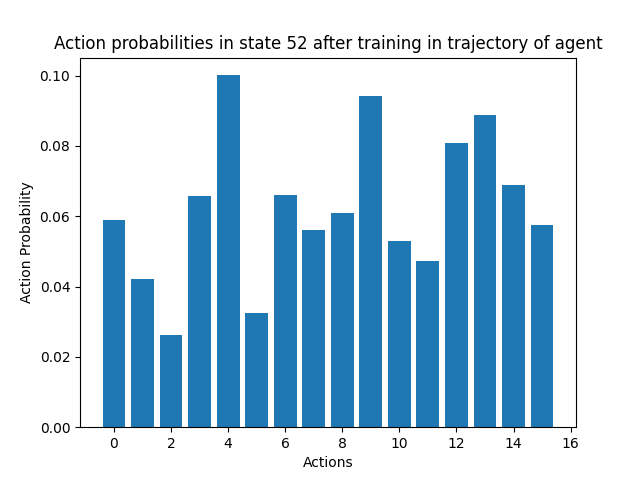 Action probabilities in state 52 after training in trajectory of agent
0.10
0.08
0.06
0.04
0.02
0.00
Action Probability
0 2 4 6 8 10 12 14 16
Actions